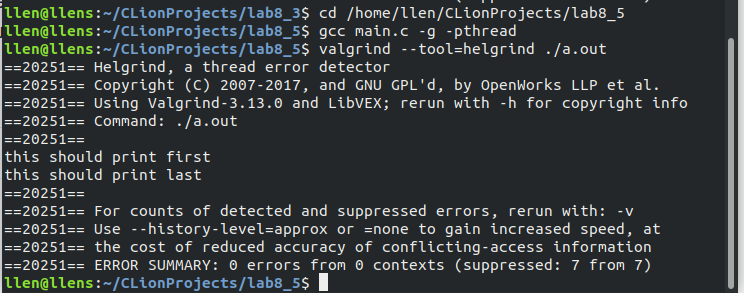 llen@llens:~/CLionProjects/lab8_3$ cd /home/llen/CLionProjects/lab8_5
llen@llens:~/CLionProjects/lab8_5$ gcc main.c -g -pthread
llen@llens:~/CLionProjects/lab8_5$ valgrind --tool=helgrind ./a.out
==20251== Helgrind, a thread error detector
==20251== Copyright (C) 2007-2017, and GNU GPL'd, by OpenWorks LLP et al.
==20251== Using Valgrind-3.13.0 and LibVEX; rerun with -h for copyright info
==20251== Command: ./a.out
==20251==
this should print first
this should print last
==20251==
==20251== For counts of detected and suppressed errors, rerun with: -v
==20251== Use --history-level=approx or =none to gain increased speed, at
==20251== the cost of reduced accuracy of conflicting-access information
==20251== ERROR SUMMARY: 0 errors from 0 contexts (suppressed: 7 from 7)
llen@llens:~/CLionProjects/lab8_5$